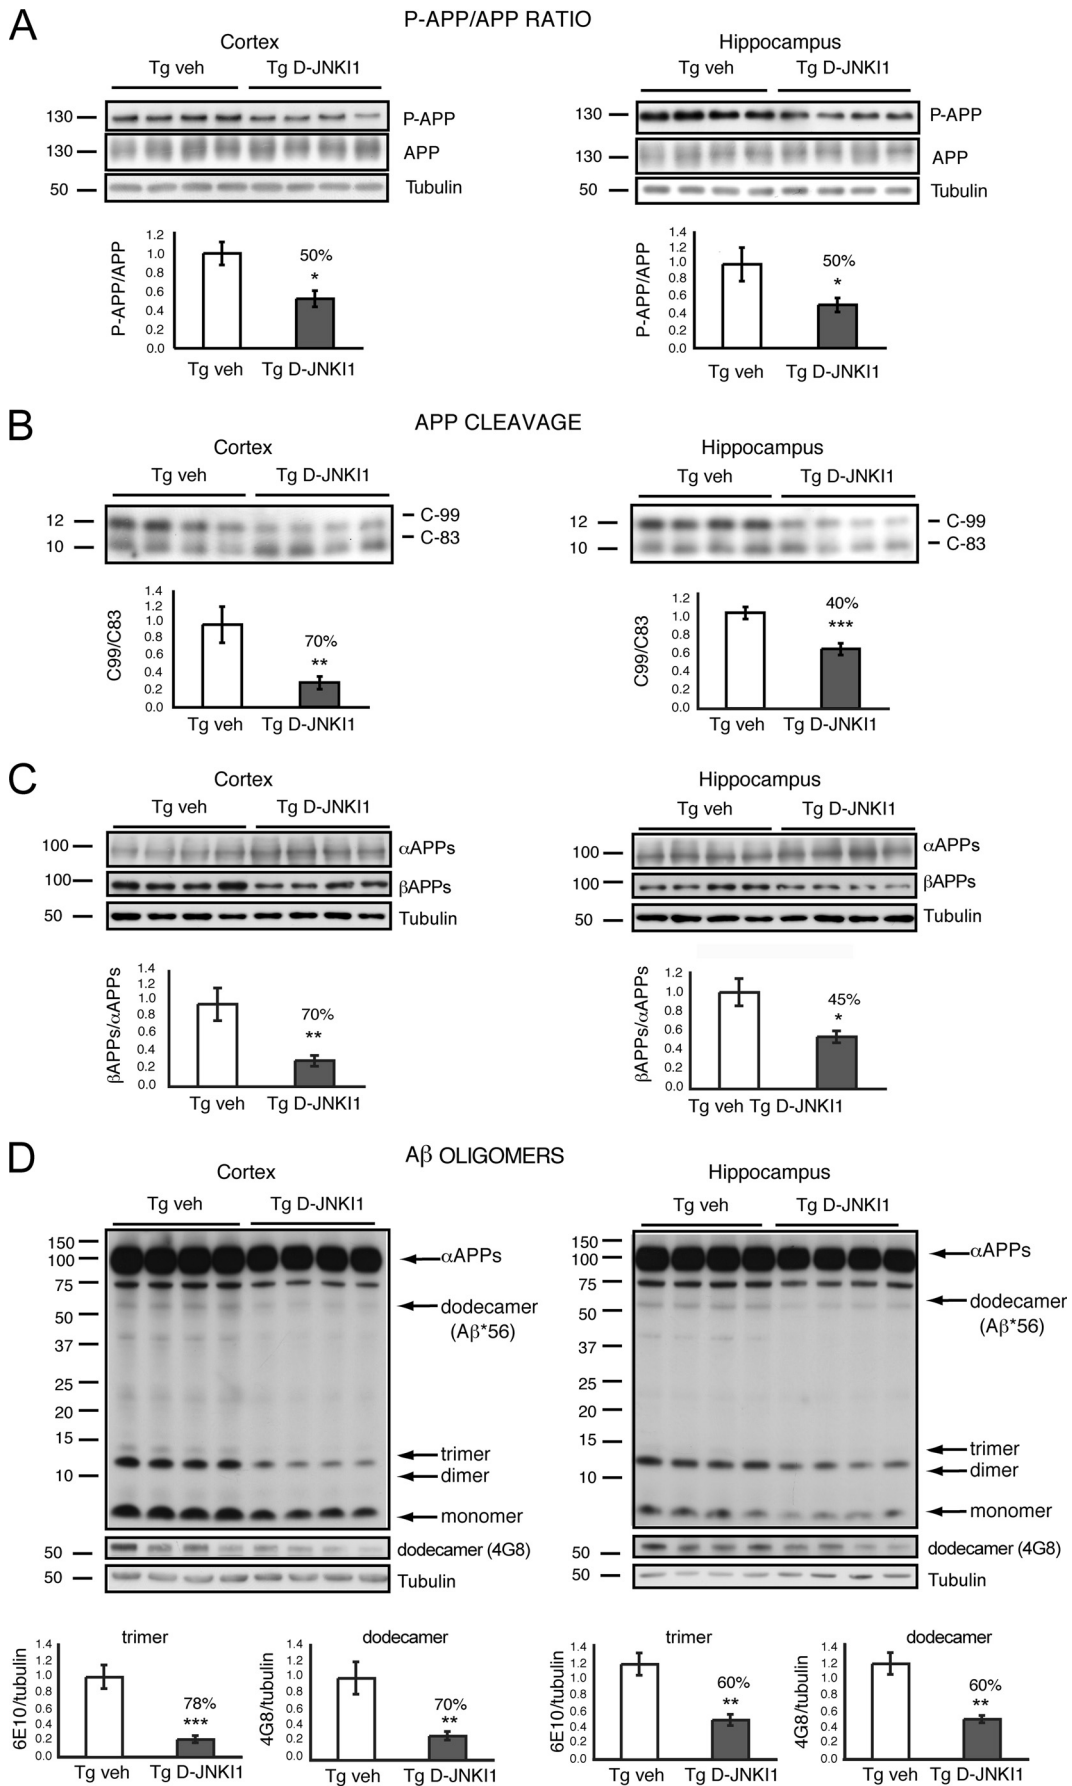 A
P-APP/APP RATIO
Cortex
Tg veh Tg D-JNKI1
130
P-APP
130
APP
50
Tubulin
P-APP/APP
1.2
1.0
0.8
0.6
0.4
0.2
0.0
50%
*
Tg veh Tg D-JNKI1
Hippocampus
Tg veh Tg D-JNKI1
130
P-APP
130
APP
50
Tubulin
P-APP/APP
1.4
1.2
1.0
0.8
0.6
0.4
0.2
0.0
50%
*
Tg veh Tg D-JNKI1
B
APP CLEAVAGE
Cortex
Tg veh Tg D-JNKI1
12
10
C-99
C-83
C99/C83
1.4
1.2
1.0
0.8
0.6
0.4
0.2
0.0
70%
**
Tg veh Tg D-JNKI1
Hippocampus
Tg veh Tg D-JNKI1
12
10
C-99
C-83
C99/C83
1.2
1.0
0.8
0.6
0.4
0.2
0.0
40%
***
Tg veh Tg D-JNKI1
C
Cortex
Tg veh Tg D-JNKI1
100
αAPPs
100
βAPPs
50
Tubulin
βAPPs/αAPPs
1.4
1.2
1.0
0.8
0.6
0.4
0.2
0.0
70%
**
Tg veh Tg D-JNKI1
Hippocampus
Tg veh Tg D-JNKI1
100
αAPPs
100
βAPPs
50
Tubulin
βAPPs/αAPPs
1.2
1.0
0.8
0.6
0.4
0.2
0.0
45%
*
Tg veh Tg D-JNKI1
D
Aβ OLIGOMERS
Cortex
Tg veh Tg D-JNKI1
150
100
75
50
37
25
20
15
10
αAPPs
dodecamer
(Aβ*56)
trimer
dimer
monomer
50
dodecamer (4G8)
50
Tubulin
trimer
6E10/tubulin
1.4
1.2
1.0
0.8
0.6
0.4
0.2
0.0
78%
***
Tg veh Tg D-JNKI1
dodecamer
4G8/tubulin
1.4
1.2
1.0
0.8
0.6
0.4
0.2
0.0
70%
**
Tg veh Tg D-JNKI1
Hippocampus
Tg veh Tg D-JNKI1
150
100
75
50
37
25
20
15
10
αAPPs
dodecamer
(Aβ*56)
trimer
dimer
monomer
50
dodecamer (4G8)
50
Tubulin
trimer
6E10/tubulin
1.4
1.2
1.0
0.8
0.6
0.4
0.2
0.0
60%
**
Tg veh Tg D-JNKI1
dodecamer
4G8/tubulin
1.4
1.2
1.0
0.8
0.6
0.4
0.2
0.0
60%
**
Tg veh Tg D-JNKI1